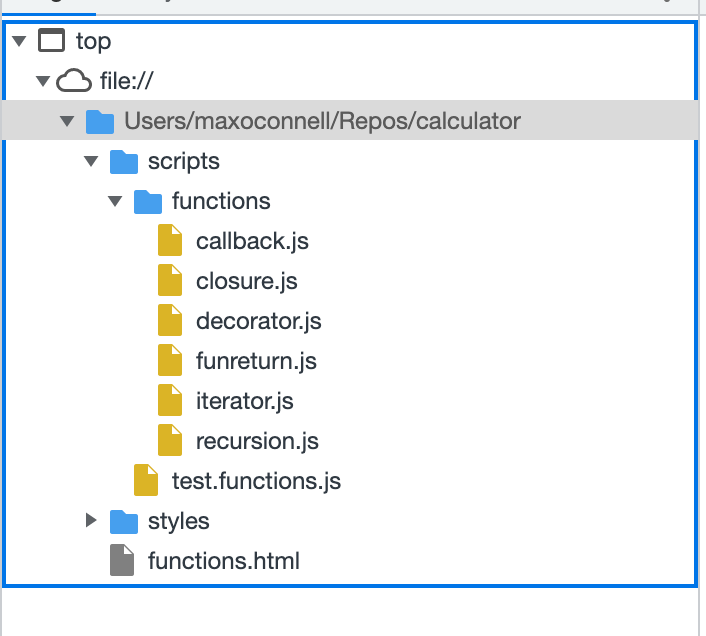 top
file://
Users/maxoconnell/Repos/calculator
scripts
functions
callback.js
closure.js
decorator.js
funreturn.js
iterator.js
recursion.js
test.functions.js
styles
functions.html